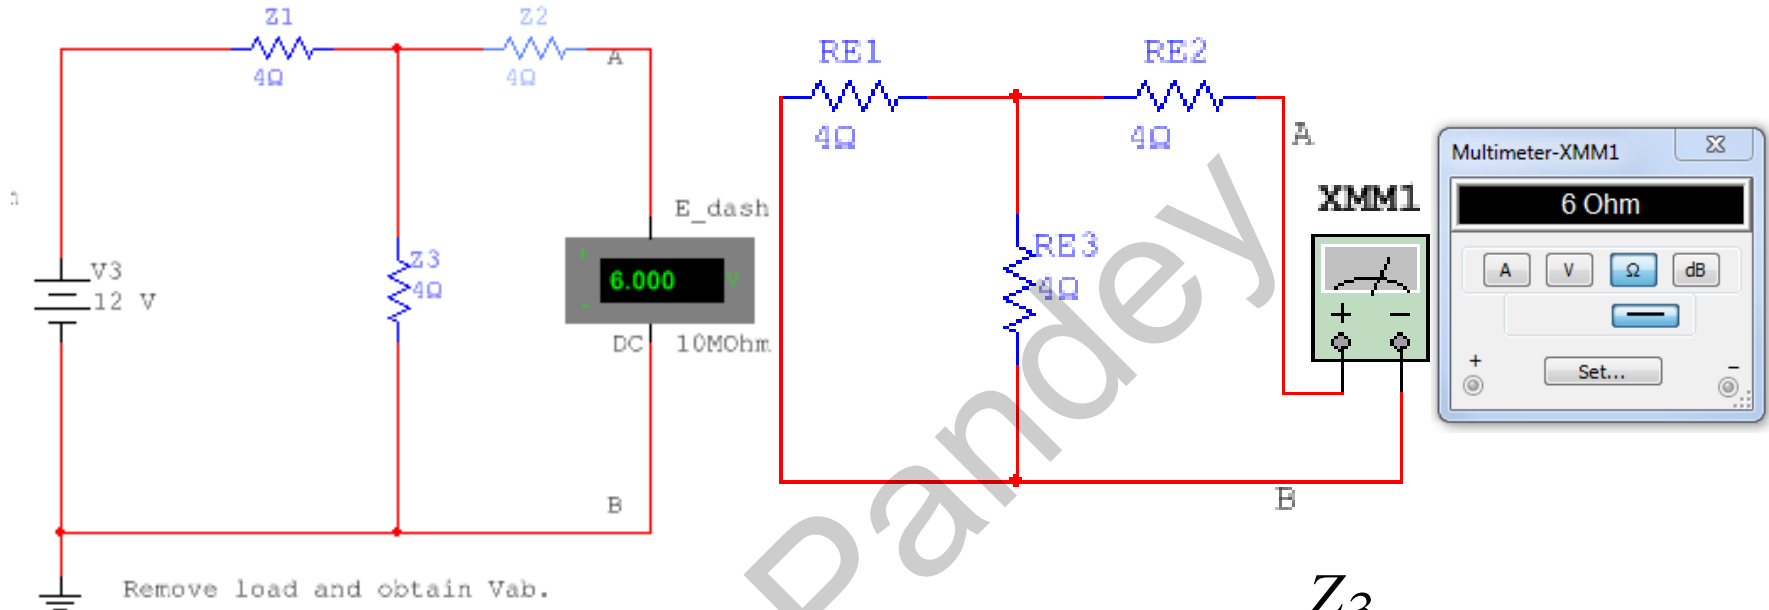 Z1
4Ω
Z2
4Ω
A
V3
12 V
Z3
4Ω
E_dash
+
6.000
V
-
DC
10MOhm
B
Remove load and obtain Vab.
RE1
4Ω
RE2
4Ω
A
RE3
4Ω
B
XMM1
+
-
Multimeter-XMM1
6 Ohm
A
V
Ω
dB
+
Set...
-
Pandey
Z3